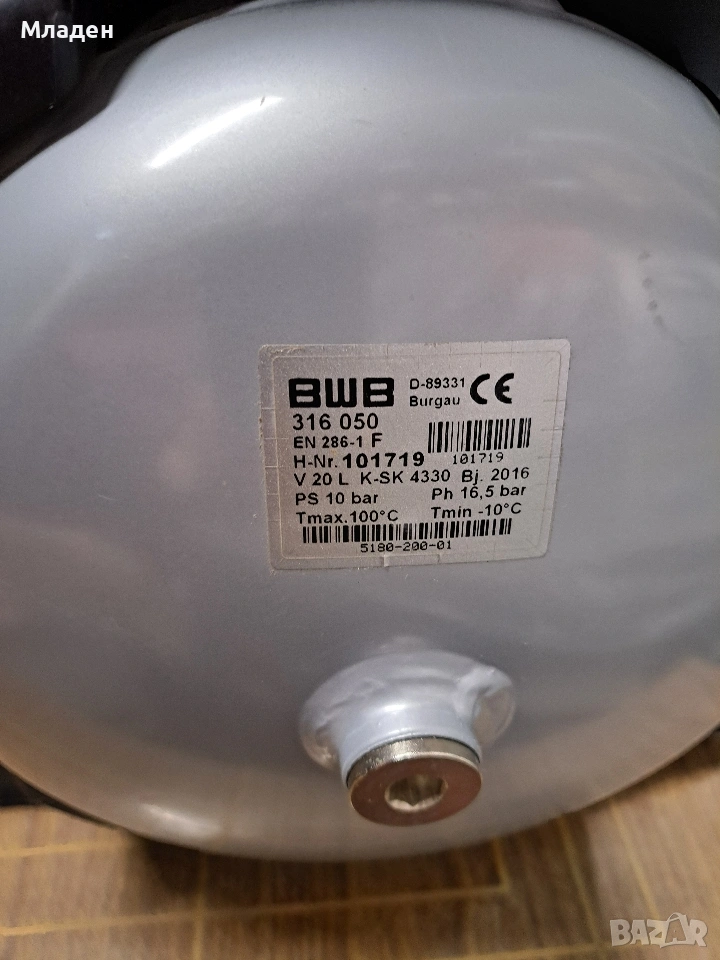 Младен
BWB D-89331 CE
Burgau
316 050
EN 286-1 F
H-Nr. 101719 101719
V 20 L K-SK 4330 Bj. 2016
PS 10 bar Ph 16,5 bar
Tmax.100°C Tmin -10°C
5180-200-01
BAZAR